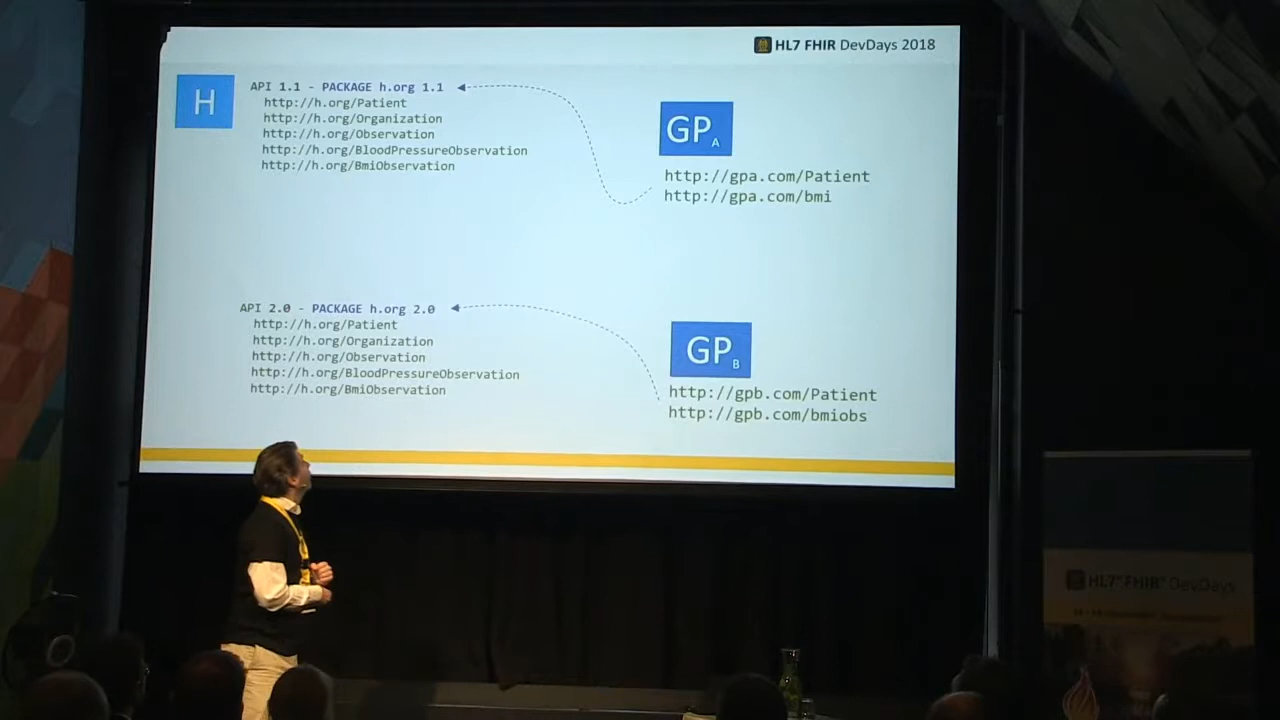 HL7 FHIR DevDays 2018
H
API 1.1 - PACKAGE h.org 1.1
http://h.org/Patient
http://h.org/Organization
http://h.org/Observation
http://h.org/BloodPressureObservation
http://h.org/BmiObservation
GPA
http://gpa.com/Patient
http://gpa.com/bmi
API 2.0 - PACKAGE h.org 2.0
http://h.org/Patient
http://h.org/Organization
http://h.org/Observation
http://h.org/BloodPressureObservation
http://h.org/BmiObservation
GPB
http://gpb.com/Patient
http://gpb.com/bmiobs
HL7® FHIR® DevDays